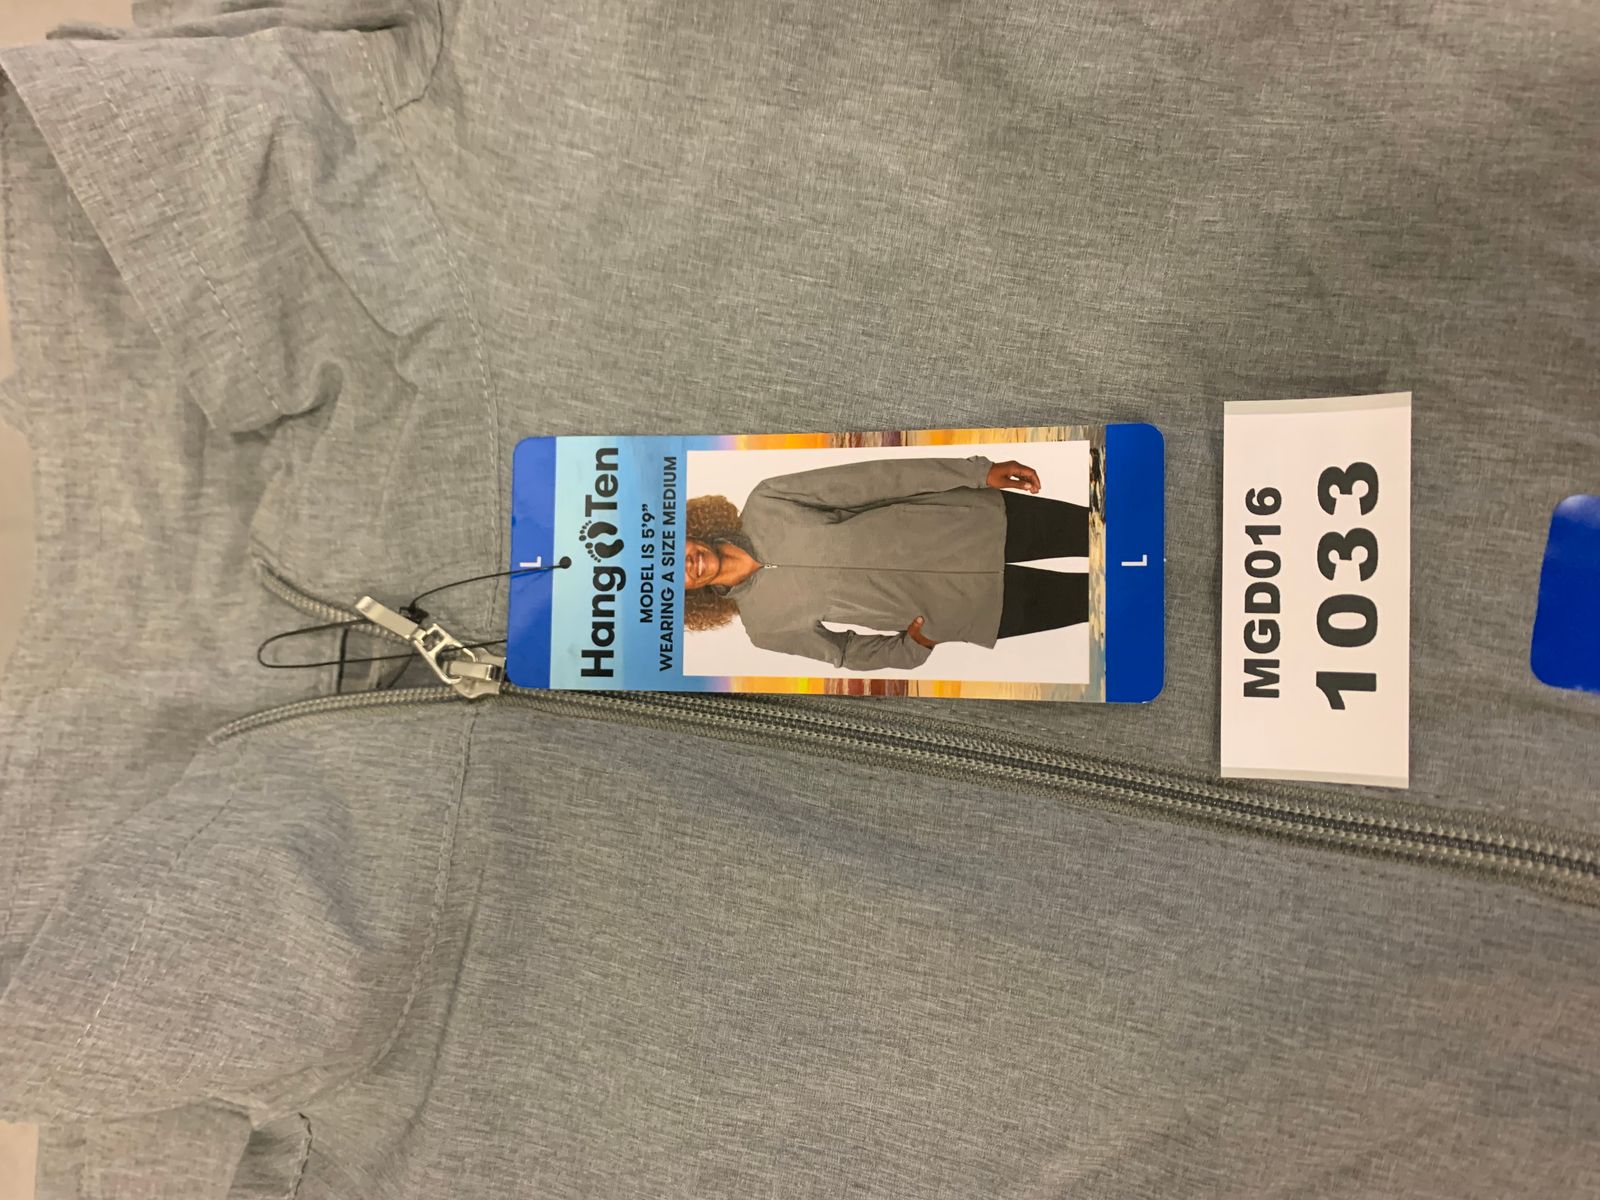 L
Hang Ten
MODEL IS 5'9"
WEARING A SIZE MEDIUM
L
MGD016
1033